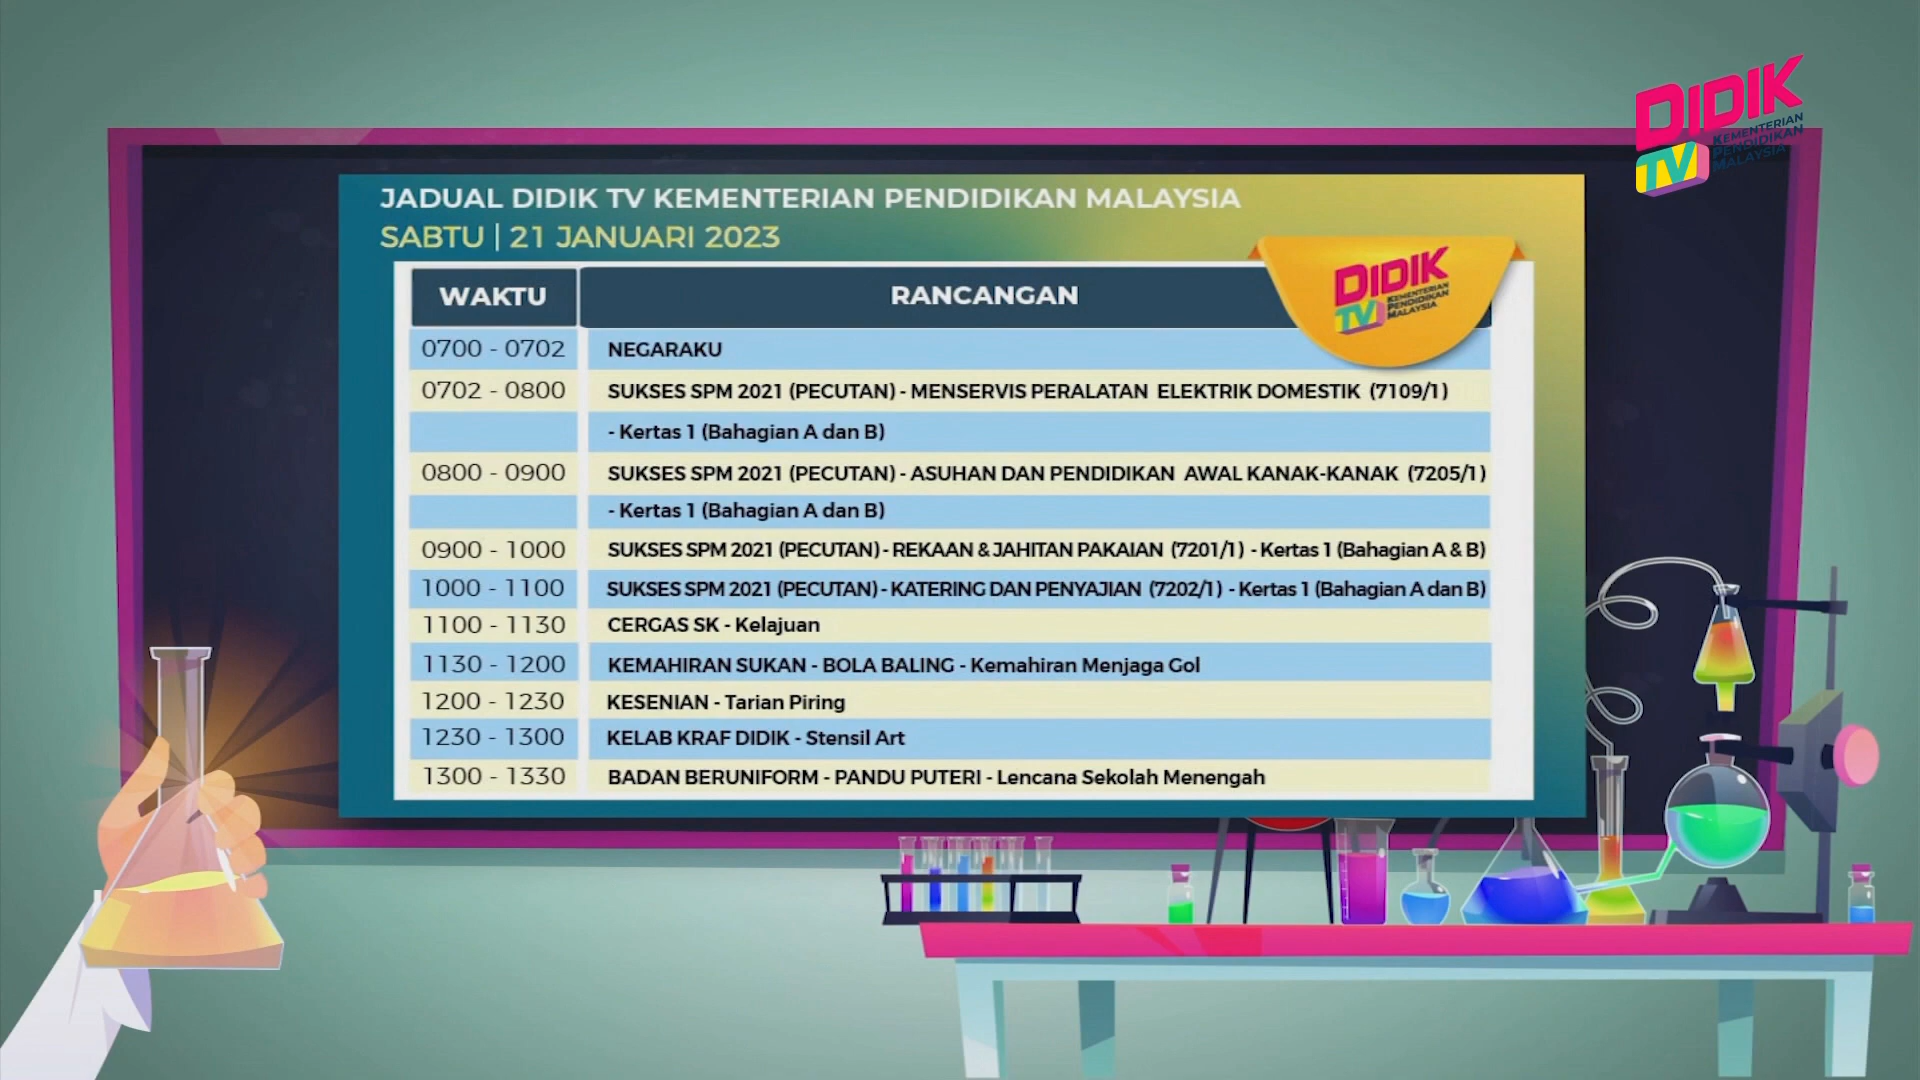 DIDIK
TV
KEMENTERIAN
PENDIDIKAN
MALAYSIA
JADUAL DIDIK TV KEMENTERIAN PENDIDIKAN MALAYSIA
SABTU | 21 JANUARI 2023
WAKTU RANCANGAN
DIDIK
TV
KEMENTERIAN
PENDIDIKAN
MALAYSIA
0700 - 0702 NEGARAKU
0702 - 0800 SUKSES SPM 2021 (PECUTAN) - MENSERVIS PERALATAN ELEKTRIK DOMESTIK (7109/1)
- Kertas 1 (Bahagian A dan B)
0800 - 0900 SUKSES SPM 2021 (PECUTAN) - ASUHAN DAN PENDIDIKAN AWAL KANAK-KANAK (7205/1)
- Kertas 1 (Bahagian A dan B)
0900 - 1000 SUKSES SPM 2021 (PECUTAN) - REKAAN & JAHITAN PAKAIAN (7201/1) - Kertas 1 (Bahagian A & B)
1000 - 1100 SUKSES SPM 2021 (PECUTAN) - KATERING DAN PENYAJIAN (7202/1) - Kertas 1 (Bahagian A dan B)
1100 - 1130 CERGAS SK - Kelajuan
1130 - 1200 KEMAHIRAN SUKAN - BOLA BALING - Kemahiran Menjaga Gol
1200 - 1230 KESENIAN - Tarian Piring
1230 - 1300 KELAB KRAF DIDIK - Stensil Art
1300 - 1330 BADAN BERUNIFORM - PANDU PUTERI - Lencana Sekolah Menengah